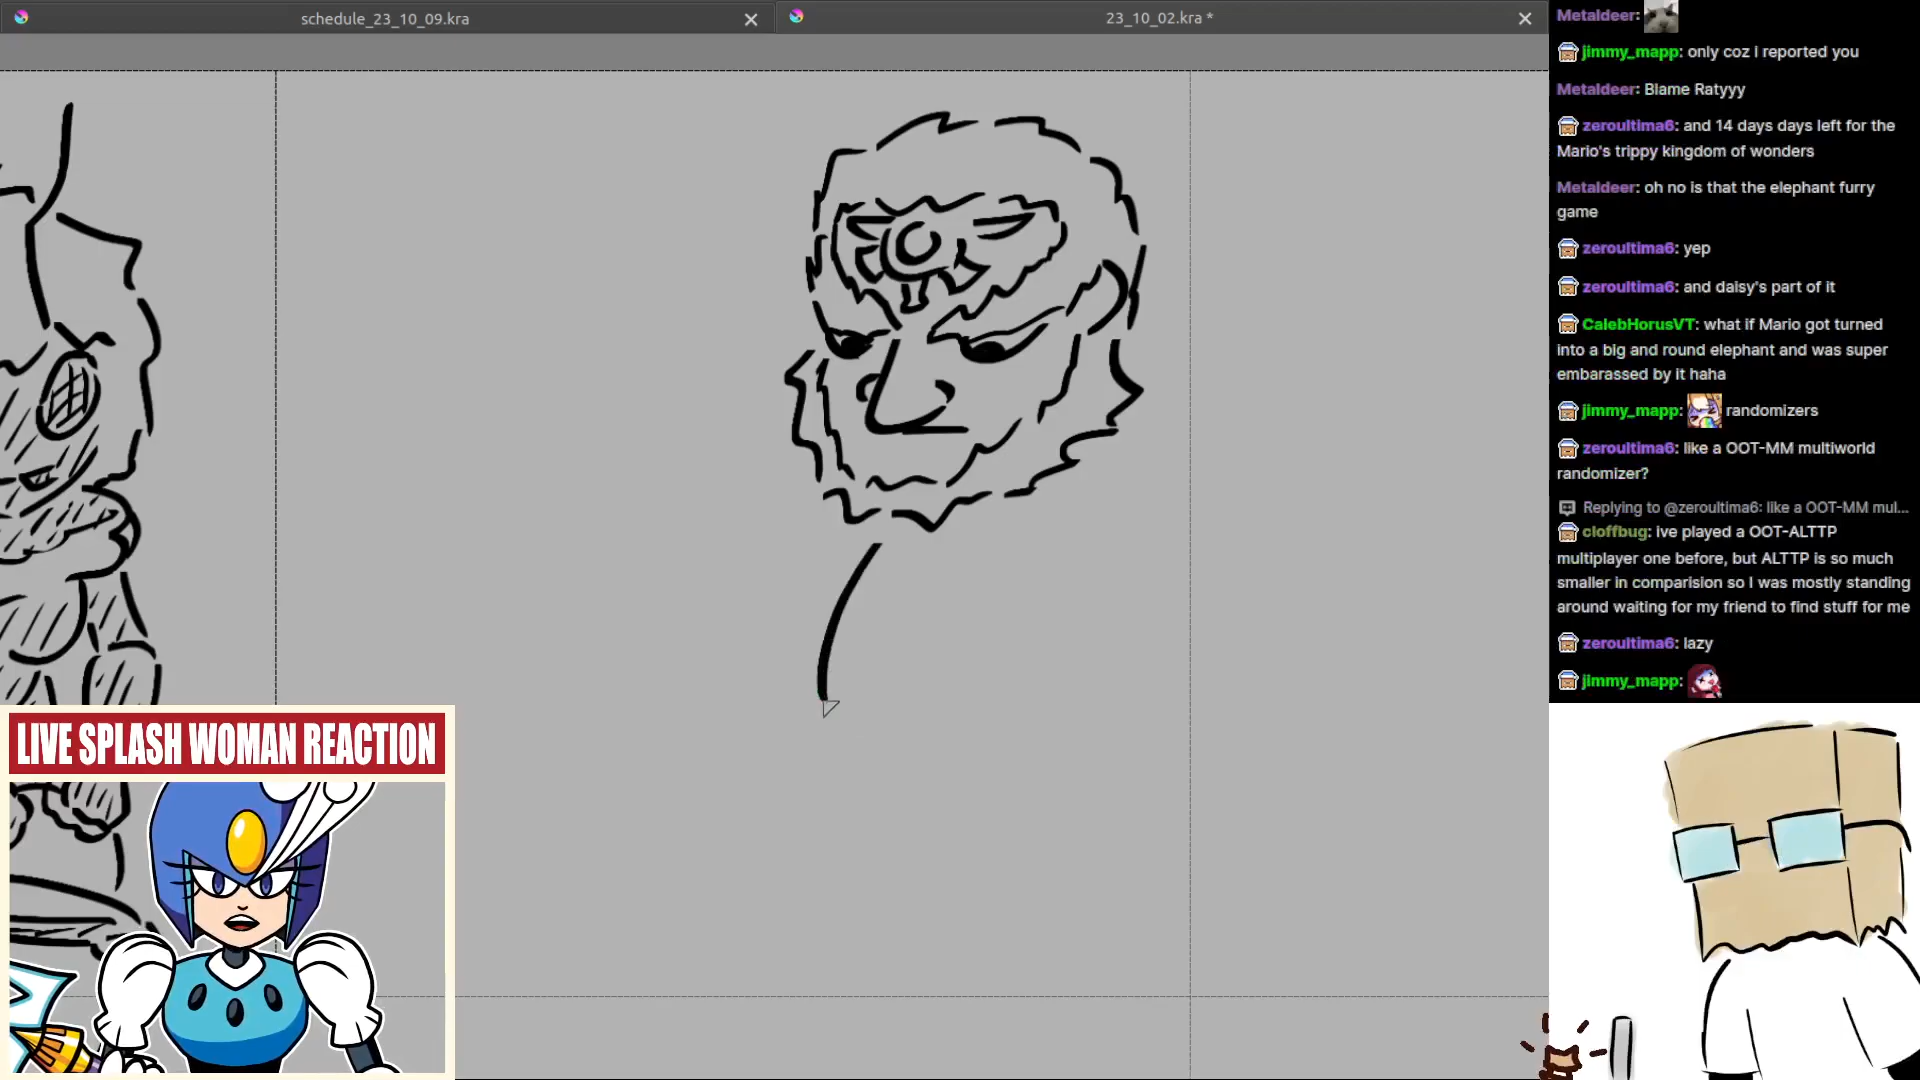 schedule_23_10_09.kra
23_10_02.kra *
Metaldeer:
jimmy_mapp: only coz I reported you
Metaldeer: Blame Ratyyy
zeroultima6: and 14 days days left for the
Mario's trippy kingdom of wonders
Metaldeer: oh no is that the elephant furry
game
zeroultima6: yep
zeroultima6: and daisy's part of it
CalebHorusVT: what if Mario got turned
into a big and round elephant and was super
embarassed by it haha
jimmy_mapp: randomizers
zeroultima6: like a OOT-MM multiworld
randomizer?
Replying to @zeroultima6: like a OOT-MM mul...
cloffbug: ive played a OOT-ALTTP
multiplayer one before, but ALTTP is so much
smaller in comparision so I was mostly standing
around waiting for my friend to find stuff for me
zeroultima6: lazy
jimmy_mapp:
LIVE SPLASH WOMAN REACTION